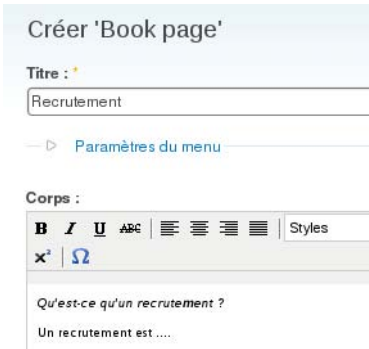 Créer 'Book page'
Titre : *
Recrutement
Paramètres du menu
Corps :
B I U ABC Styles
x² Ω
Qu'est-ce qu'un recrutement ?
Un recrutement est ....